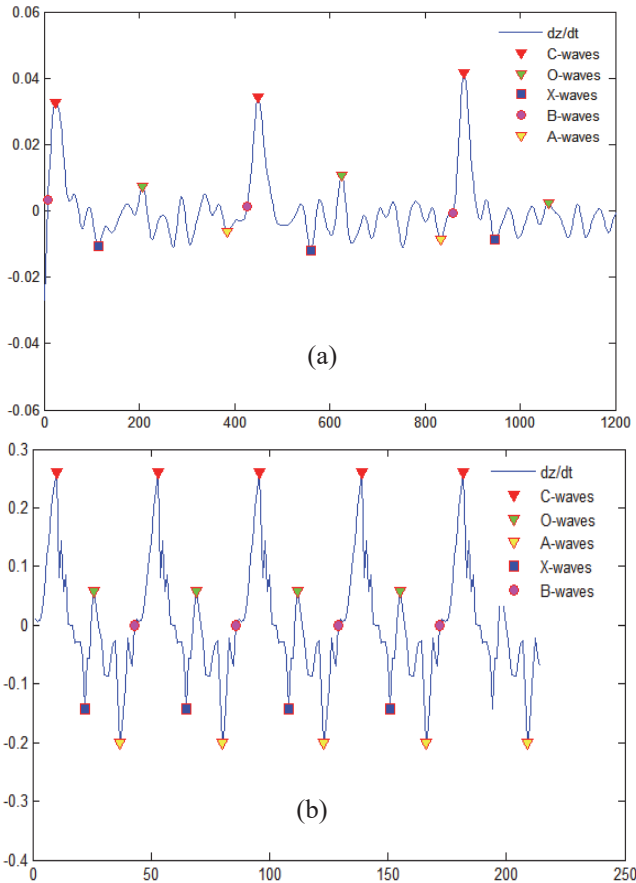 0.06
0.04
0.02
0
-0.02
-0.04
-0.06
dz/dt
C-waves
O-waves
X-waves
B-waves
A-waves
(a)
0 200 400 600 800 1000 1200
0.3
0.2
0.1
0
-0.1
-0.2
-0.3
-0.4
dz/dt
C-waves
O-waves
A-waves
X-waves
B-waves
(b)
0 50 100 150 200 250